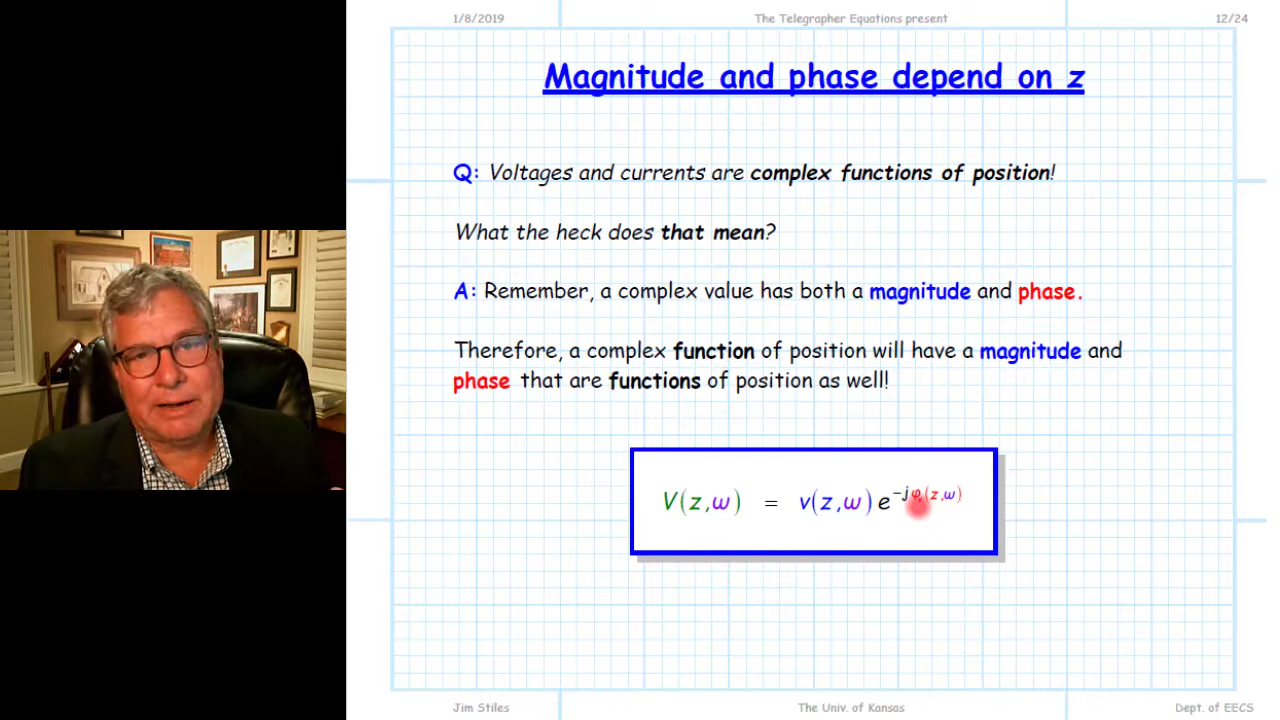 1/8/2019 The Telegrapher Equations present 12/24
Magnitude and phase depend on z
Q: Voltages and currents are complex functions of position!
What the heck does that mean?
A: Remember, a complex value has both a magnitude and phase.
Therefore, a complex function of position will have a magnitude and
phase that are functions of position as well!
V(z,ω) = v(z,ω) e^{-jφ_v(z,ω)}
Jim Stiles The Univ. of Kansas Dept. of EECS